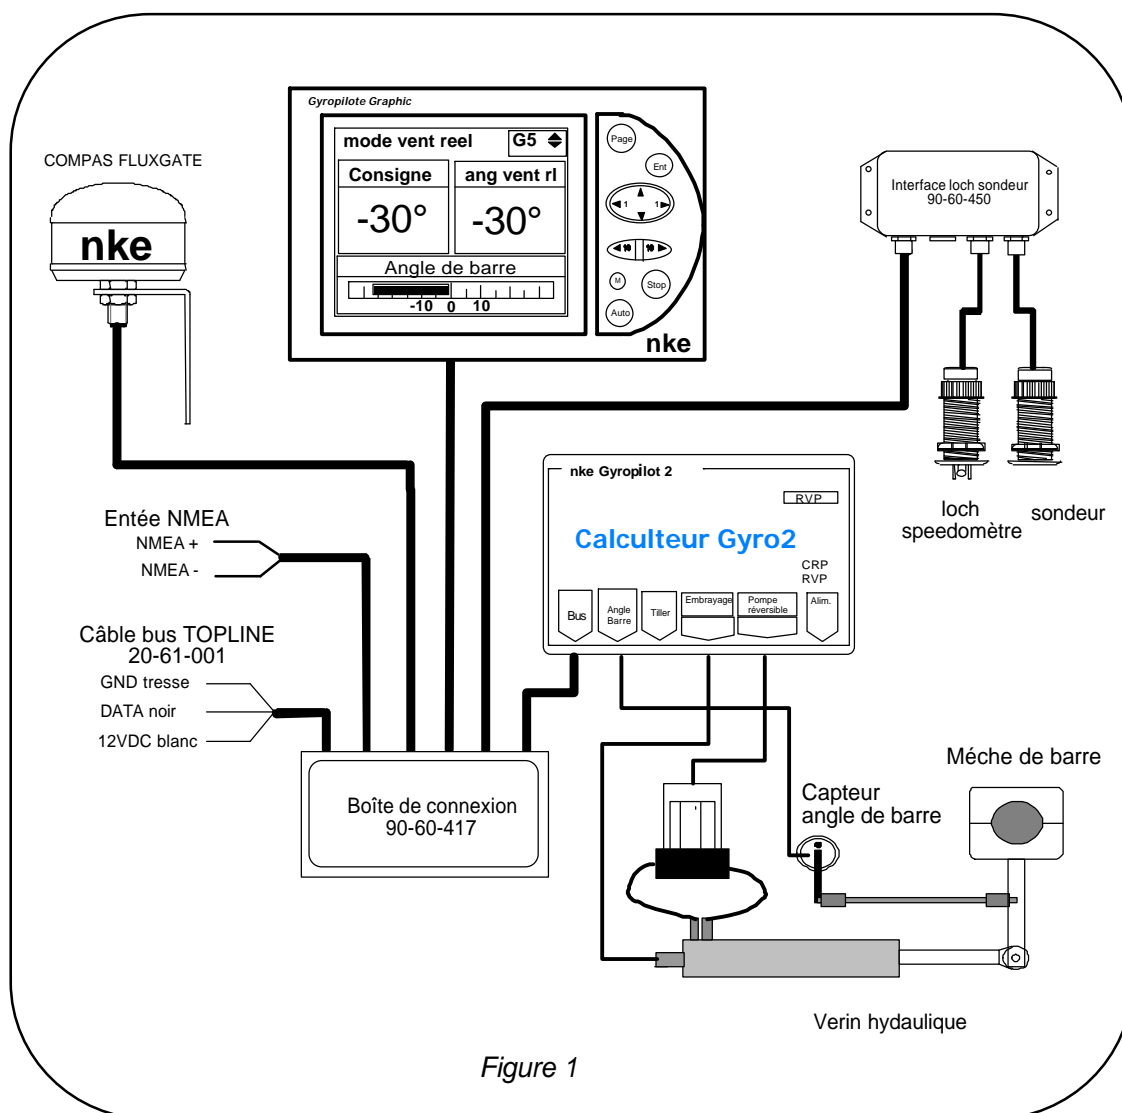 Gyropilote Graphic
mode vent reel
G5
Consigne
ang vent rl
-30°
-30°
Angle de barre
-10 0 10
Page
Ent
1 1
10 10
M
Stop
Auto
nke
COMPAS FLUXGATE
nke
Interface loch sondeur
90-60-450
loch
speedomètre
sondeur
nke Gyropilot 2
RVP
Calculteur Gyro2
CRP
RVP
Bus
Angle
Barre
Tiller
Embrayage
Pompe
réversible
Alim.
Entée NMEA
NMEA +
NMEA -
Câble bus TOPLINE
20-61-001
GND tresse
DATA noir
12VDC blanc
Boîte de connexion
90-60-417
Capteur
angle de barre
Méche de barre
Verin hydaulique
Figure 1